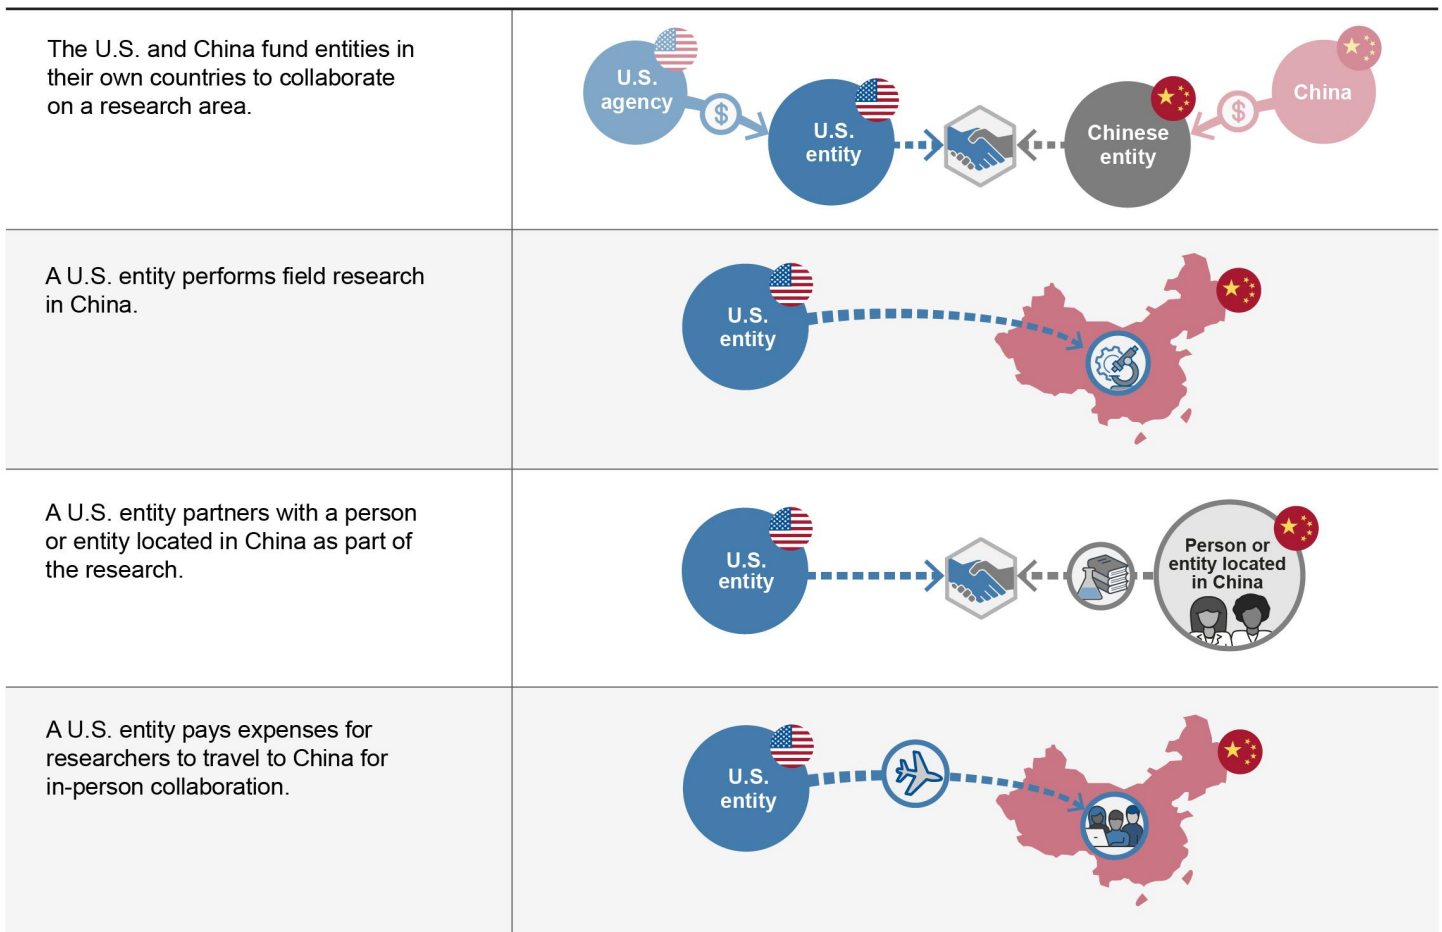 The U.S. and China fund entities in
their own countries to collaborate
on a research area.
U.S.
agency
$
U.S.
entity
Chinese
entity
$
China
A U.S. entity performs field research
in China.
U.S.
entity
A U.S. entity partners with a person
or entity located in China as part of
the research.
U.S.
entity
Person or
entity located
in China
A U.S. entity pays expenses for
researchers to travel to China for
in-person collaboration.
U.S.
entity